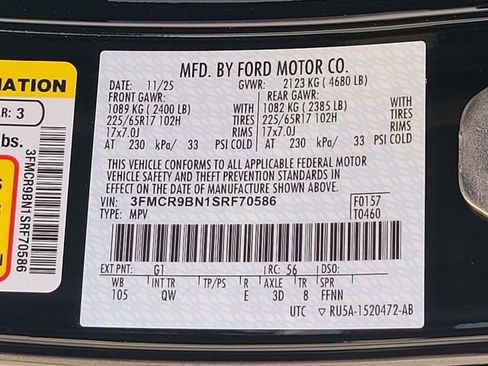 MFD. BY FORD MOTOR CO.
DATE: 11/25 GVWR: 2123 KG ( 4680 LB)
FRONT GAWR: REAR GAWR:
1089 KG ( 2400 LB) WITH 1082 KG ( 2385 LB) WITH
225/65R17 102H TIRES 225/65R17 102H TIRES
17x7.0J RIMS 17x7.0J RIMS
AT 230 kPa/ 33 PSI COLD AT 230 kPa/ 33 PSI COLD
THIS VEHICLE CONFORMS TO ALL APPLICABLE FEDERAL MOTOR
VEHICLE SAFETY AND THEFT PREVENTION STANDARDS IN
EFFECT ON THE DATE OF MANUFACTURE SHOWN ABOVE.
VIN: 3FMCR9BN1SRF70586 F0157
TYPE: MPV T0460
EXT PNT: G1 RC: 56 DSO:
WB INT TR TP/PS R AXLE TR SPR
105 QW E 3D 8 FFNN
UTC ▽ RU5A-1520472-AB
MATION
R: 3
lbs.
3FMCR9BN1SRF70586